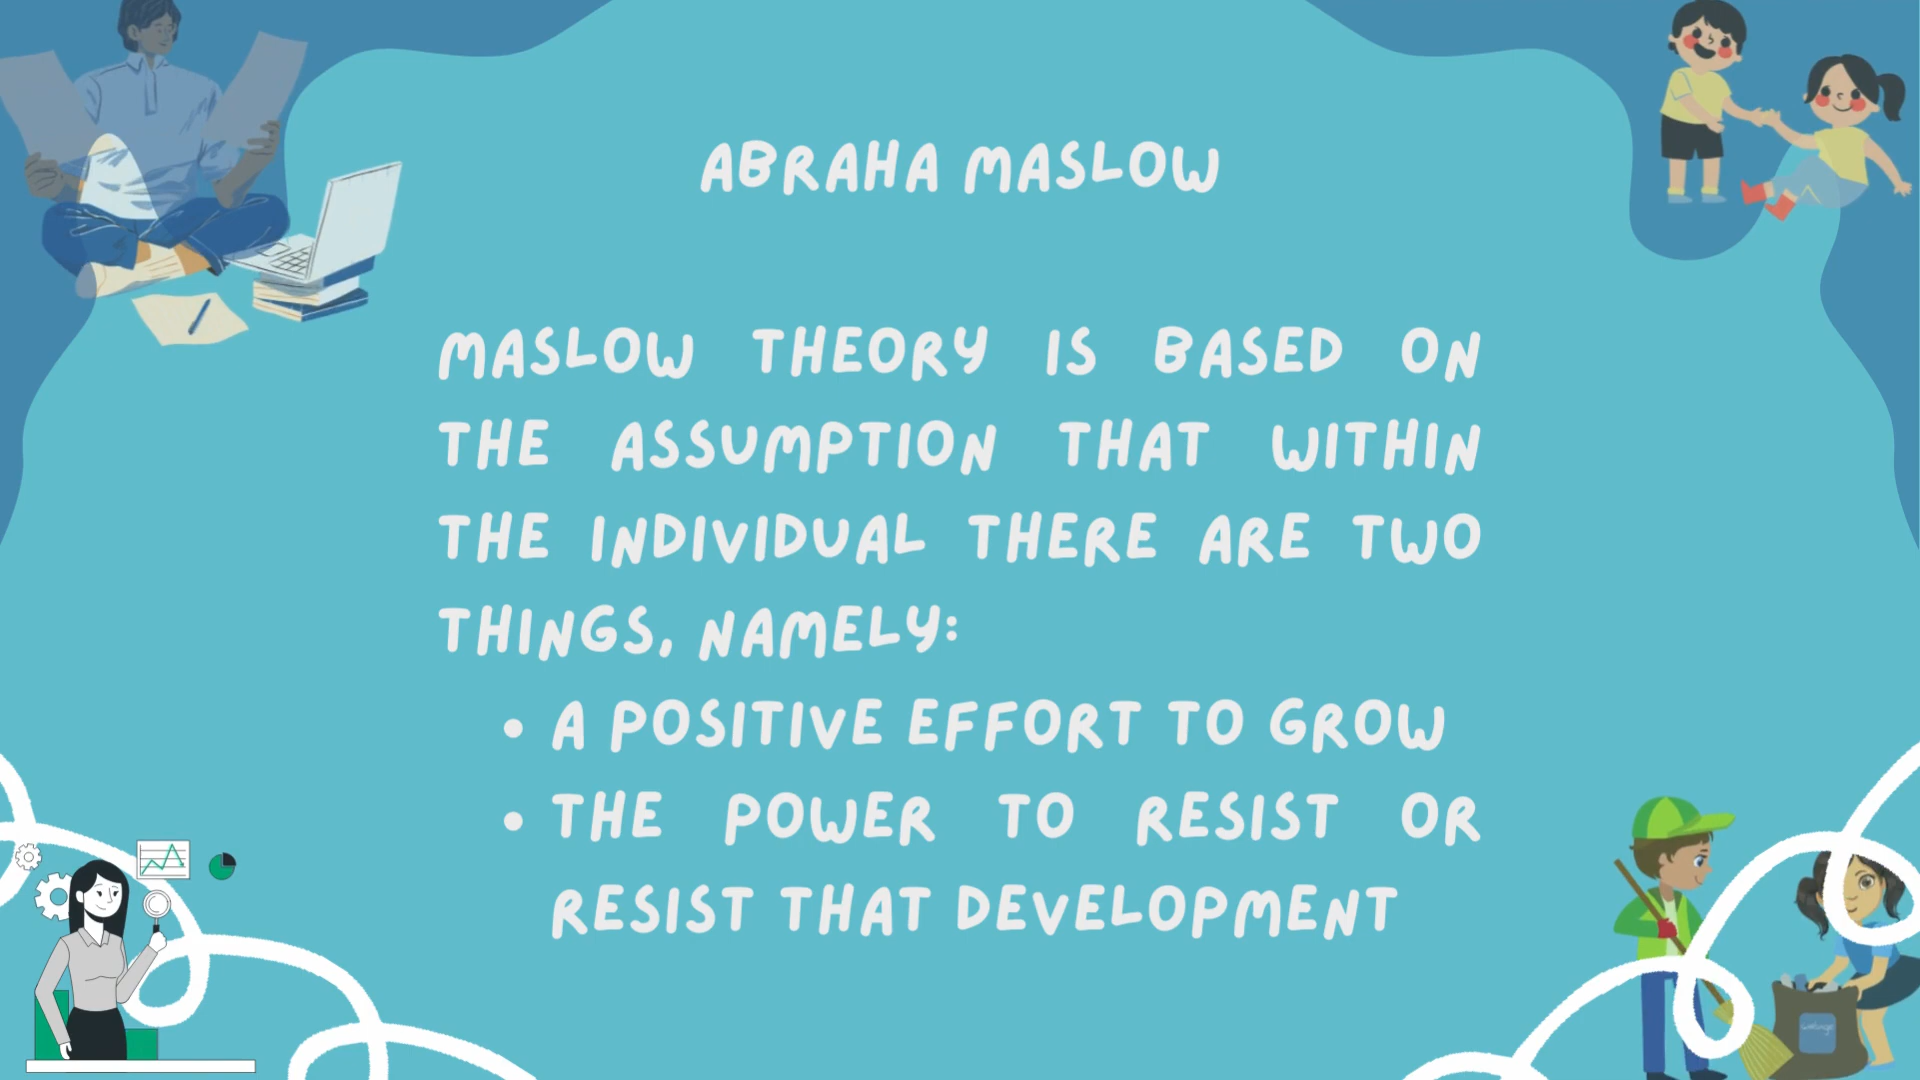 ABRAHA MASLOW
MASLOW THEORY IS BASED ON
THE ASSUMPTION THAT WITHIN
THE INDIVIDUAL THERE ARE TWO
THINGS, NAMELY:
• A POSITIVE EFFORT TO GROW
• THE POWER TO RESIST OR
RESIST THAT DEVELOPMENT